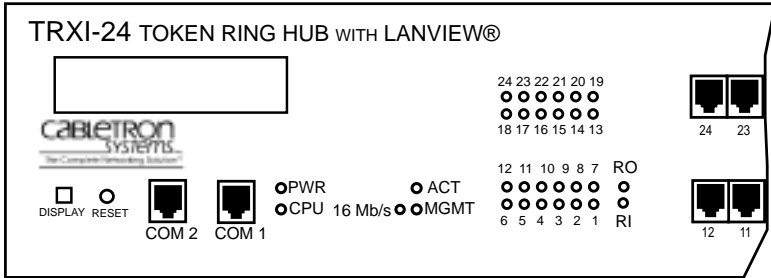 TRXI-24 TOKEN RING HUB WITH LANVIEW®
24 23 22 21 20 19
18 17 16 15 14 13
24 23
CABLETRON
SYSTEMS
The Complete Networking Solution™
12 11 10 9 8 7 RO
6 5 4 3 2 1 RI
PWR ACT
CPU 16 Mb/s MGMT
DISPLAY RESET
COM 2 COM 1
12 11